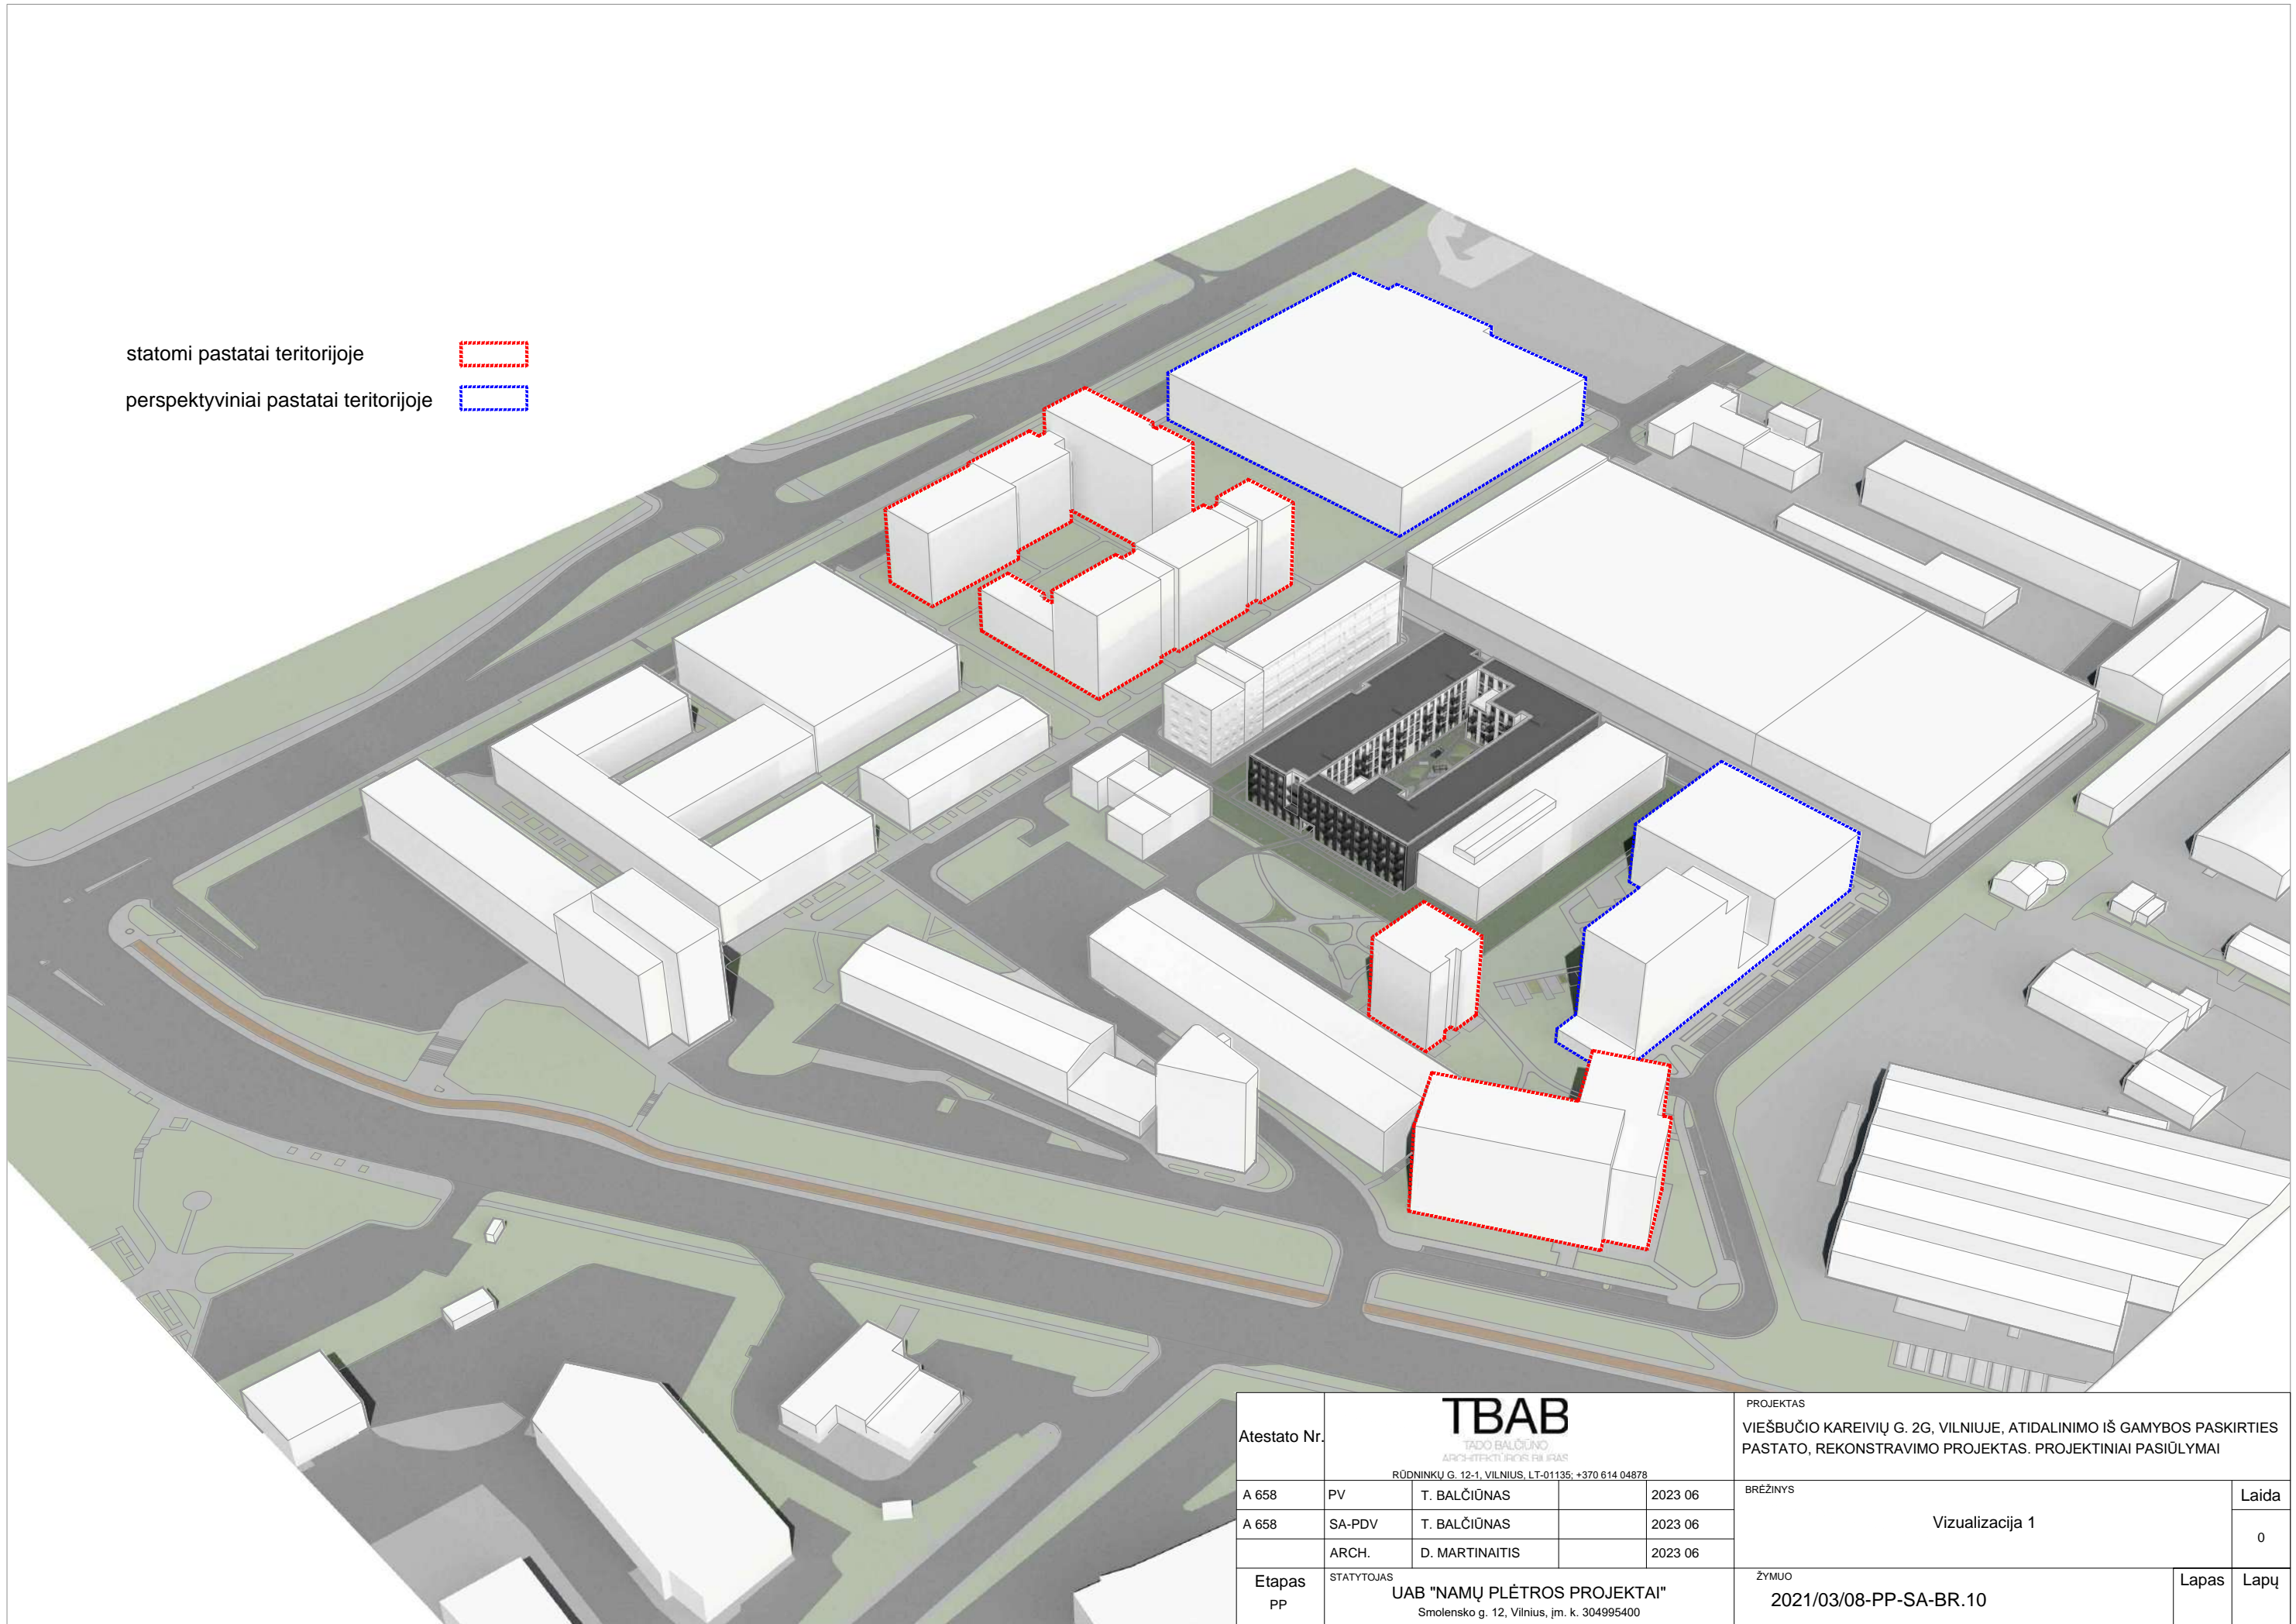 statomi pastatai teritorijoje
perspektyviniai pastatai teritorijoje
Atestato Nr.
TBAB
TADO BALČIŪNO
ARCHITEKTŪROS BIURAS
RŪDNINKŲ G. 12-1, VILNIUS, LT-01135; +370 614 04878
PROJEKTAS
VIEŠBUČIO KAREIVIŲ G. 2G, VILNIUJE, ATIDALINIMO IŠ GAMYBOS PASKIRTIES
PASTATO, REKONSTRAVIMO PROJEKTAS. PROJEKTINIAI PASIŪLYMAI
A 658 PV T. BALČIŪNAS 2023 06
A 658 SA-PDV T. BALČIŪNAS 2023 06
ARCH. D. MARTINAITIS 2023 06
BRĖŽINYS
Vizualizacija 1
Laida
0
Etapas
PP
STATYTOJAS
UAB "NAMŲ PLĖTROS PROJEKTAI"
Smolensko g. 12, Vilnius, įm. k. 304995400
ŽYMUO
2021/03/08-PP-SA-BR.10
Lapas
Lapų